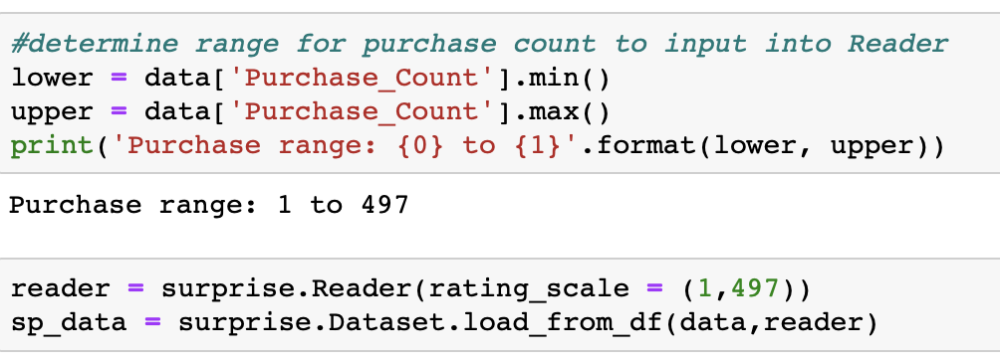 #determine range for purchase count to input into Reader
lower = data['Purchase_Count'].min()
upper = data['Purchase_Count'].max()
print('Purchase range: {0} to {1}'.format(lower, upper))
Purchase range: 1 to 497
reader = surprise.Reader(rating_scale = (1,497))
sp_data = surprise.Dataset.load_from_df(data,reader)